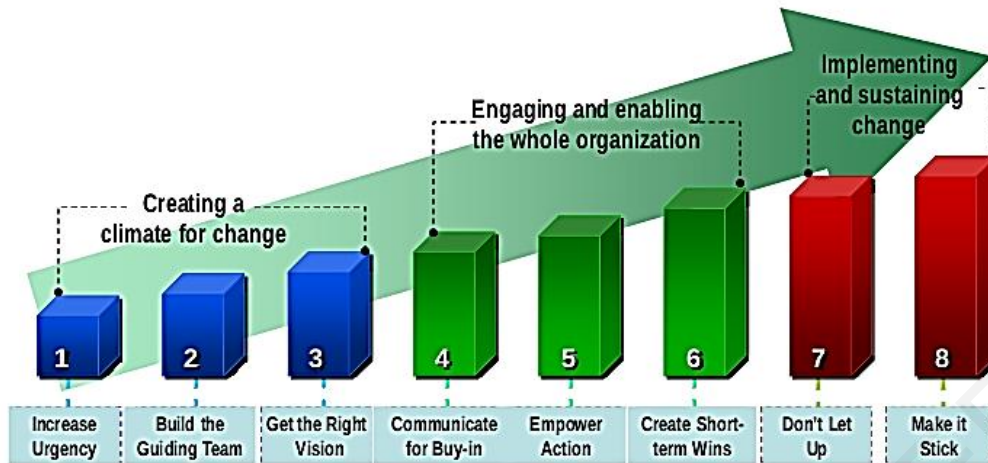 Implementing
and sustaining
change
Engaging and enabling
the whole organization
Creating a
climate for change
1
2
3
4
5
6
7
8
Increase
Urgency
Build the
Guiding Team
Get the Right
Vision
Communicate
for Buy-in
Empower
Action
Create Short-
term Wins
Don't Let
Up
Make it
Stick